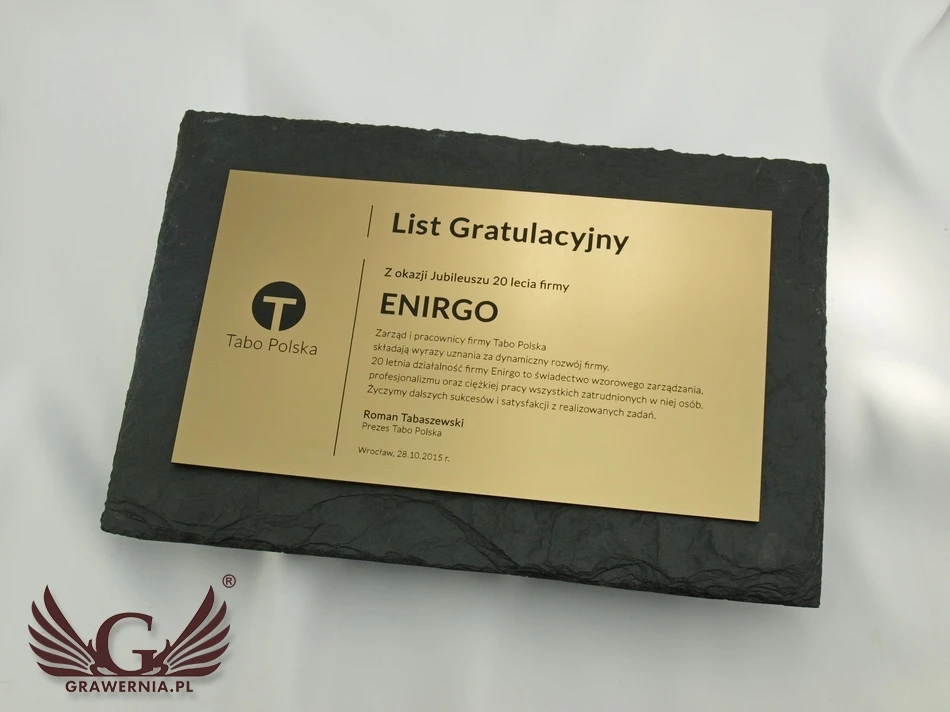 List Gratulacyjny
Z okazji Jubileuszu 20 lecia firmy
ENIRGO
Zarząd i pracownicy firmy Tabo Polska
składają wyrazy uznania za dynamiczny rozwój firmy.
20 letnia działalność firmy Enirgo to świadectwo wzorowego zarządzania,
profesjonalizmu oraz ciężkiej pracy wszystkich zatrudnionych w niej osób.
Życzymy dalszych sukcesów i satysfakcji z realizowanych zadań.
Roman Tabaszewski
Prezes Tabo Polska
Wrocław, 28.10.2015 r.
T
Tabo Polska
G ®
GRAWERNIA.PL